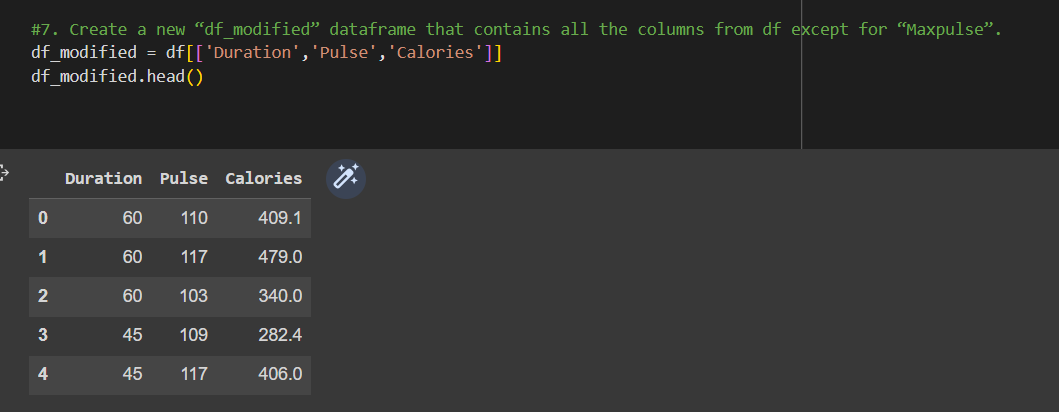 #7. Create a new “df_modified” dataframe that contains all the columns from df except for “Maxpulse”.
df_modified = df[['Duration','Pulse','Calories']]
df_modified.head()
Duration Pulse Calories
0 60 110 409.1
1 60 117 479.0
2 60 103 340.0
3 45 109 282.4
4 45 117 406.0